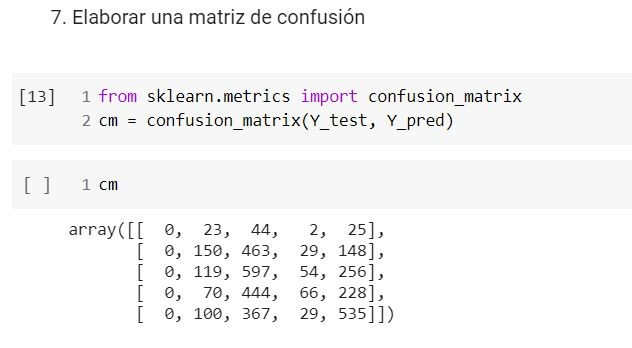 7. Elaborar una matriz de confusión
[13] 1 from sklearn.metrics import confusion_matrix
2 cm = confusion_matrix(Y_test, Y_pred)
[ ] 1 cm
array([[  0,  23,  44,   2,  25],
       [  0, 150, 463,  29, 148],
       [  0, 119, 597,  54, 256],
       [  0,  70, 444,  66, 228],
       [  0, 100, 367,  29, 535]])